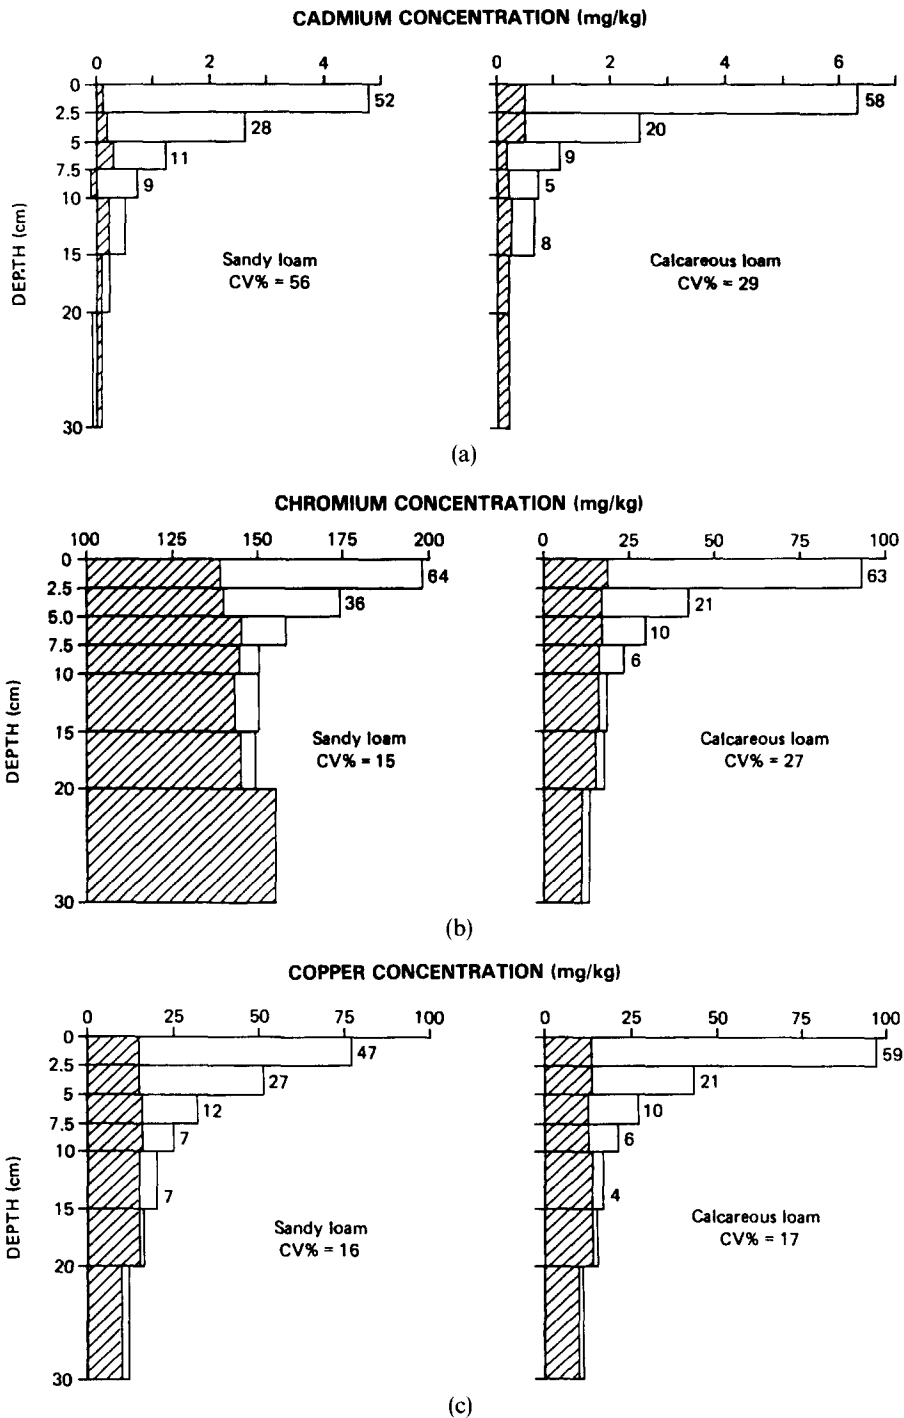 CADMIUM CONCENTRATION (mg/kg)
0 2 4 0 2 4 6
0
2.5
5
7.5
10
15
20
30
DEPTH (cm)
52
28
11
9
Sandy loam
CV% = 56
58
20
9
5
8
Calcareous loam
CV% = 29
(a)
CHROMIUM CONCENTRATION (mg/kg)
100 125 150 175 200 0 25 50 75 100
0
2.5
5.0
7.5
10
15
20
30
DEPTH (cm)
64
36
Sandy loam
CV% = 15
63
21
10
6
Calcareous loam
CV% = 27
(b)
COPPER CONCENTRATION (mg/kg)
0 25 50 75 100 0 25 50 75 100
0
2.5
5
7.5
10
15
20
30
DEPTH (cm)
47
27
12
7
7
Sandy loam
CV% = 16
59
21
10
6
4
Calcareous loam
CV% = 17
(c)